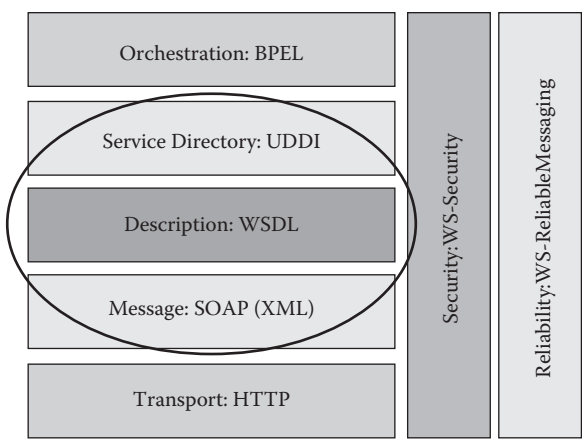 Orchestration: BPEL
Service Directory: UDDI
Description: WSDL
Message: SOAP (XML)
Transport: HTTP
Security:WS-Security
Reliability:WS-ReliableMessaging